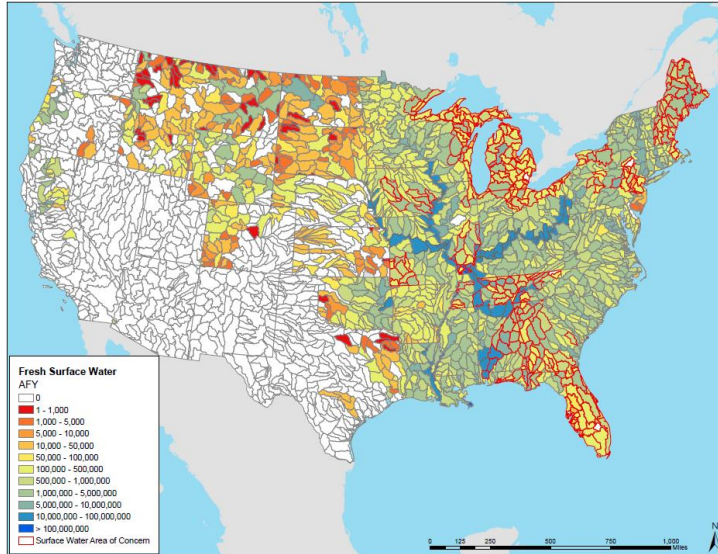 Fresh Surface Water
AFY
0
1 - 1,000
1,000 - 5,000
5,000 - 10,000
10,000 - 50,000
50,000 - 100,000
100,000 - 500,000
500,000 - 1,000,000
1,000,000 - 5,000,000
5,000,000 - 10,000,000
10,000,000 - 100,000,000
> 100,000,000
Surface Water Area of Concern
N
0 125 250 500 750 1,000
Miles